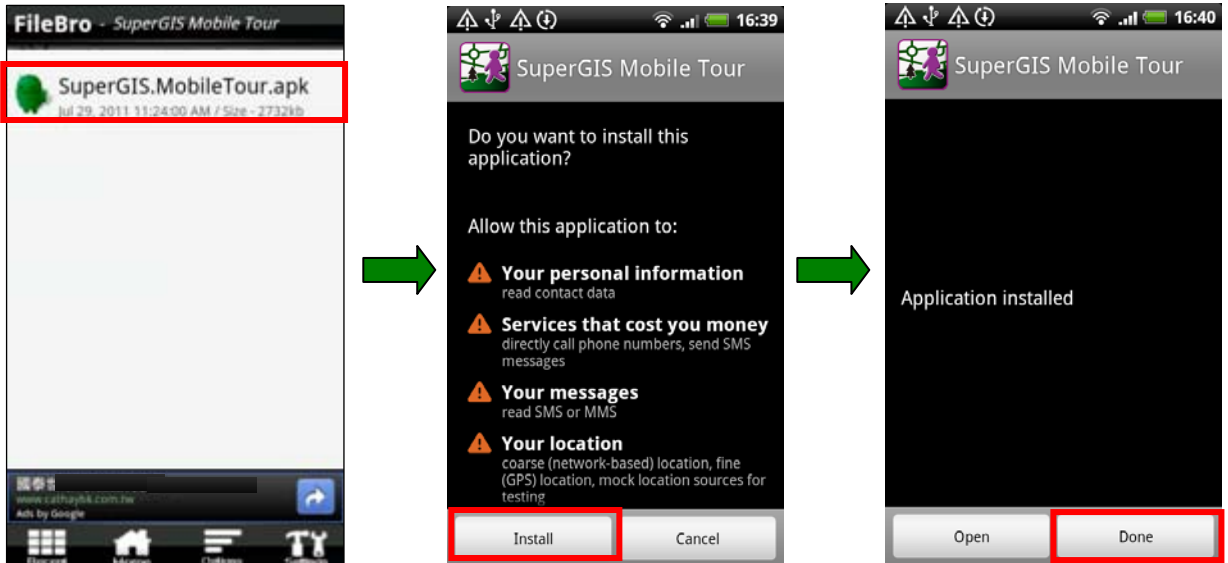 FileBro - SuperGIS Mobile Tour
SuperGIS.MobileTour.apk
Jul 29, 2011 11:24:00 AM / Size - 2732kb
國泰
www.cathaybk.com.tw
Ads by Google
16:39
SuperGIS Mobile Tour
Do you want to install this
application?
Allow this application to:
Your personal information
read contact data
Services that cost you money
directly call phone numbers, send SMS
messages
Your messages
read SMS or MMS
Your location
coarse (network-based) location, fine
(GPS) location, mock location sources for
testing
Install
Cancel
16:40
SuperGIS Mobile Tour
Application installed
Open
Done